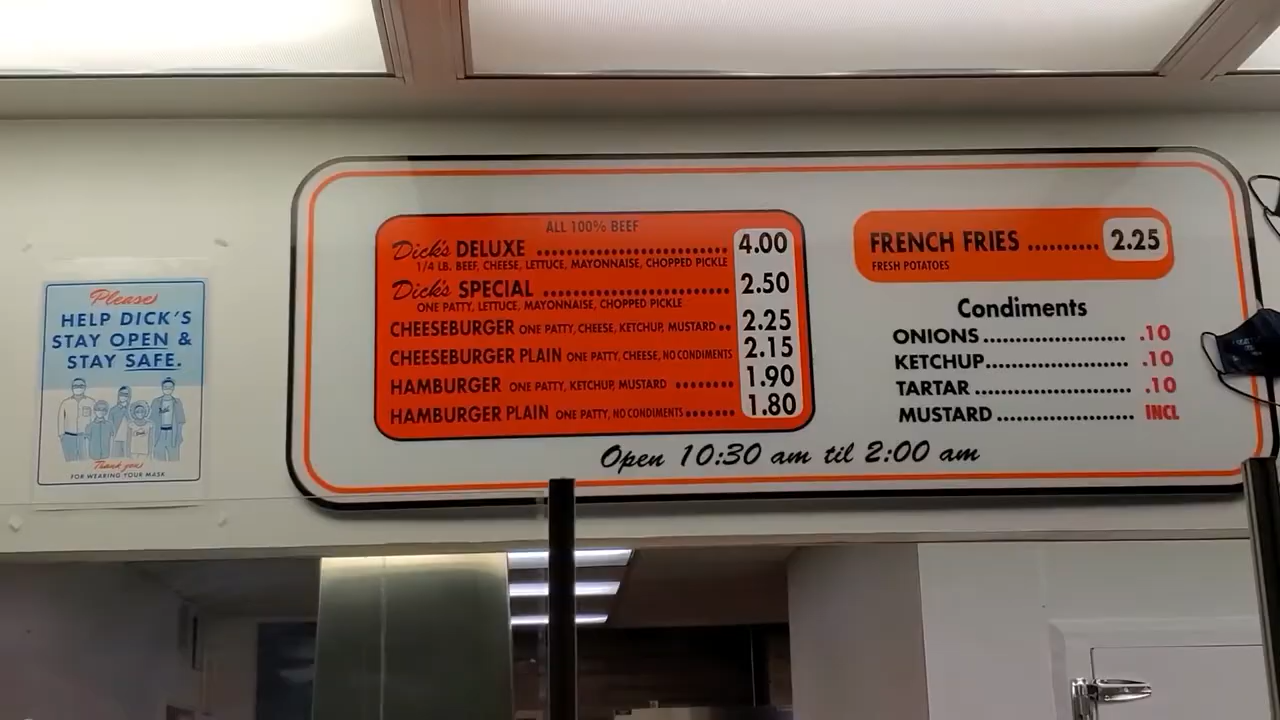 Please
HELP DICK'S
STAY OPEN &
STAY SAFE.
Thank you
FOR WEARING YOUR MASK
ALL 100% BEEF
Dick's DELUXE ........................ 4.00
1/4 LB. BEEF, CHEESE, LETTUCE, MAYONNAISE, CHOPPED PICKLE
Dick's SPECIAL ........................ 2.50
ONE PATTY, LETTUCE, MAYONNAISE, CHOPPED PICKLE
CHEESEBURGER ONE PATTY, CHEESE, KETCHUP, MUSTARD .. 2.25
CHEESEBURGER PLAIN ONE PATTY, CHEESE, NO CONDIMENTS 2.15
HAMBURGER ONE PATTY, KETCHUP, MUSTARD ........ 1.90
HAMBURGER PLAIN ONE PATTY, NO CONDIMENTS ....... 1.80
FRENCH FRIES .......... 2.25
FRESH POTATOES
Condiments
ONIONS .................... .10
KETCHUP .................... .10
TARTAR .................... .10
MUSTARD .................... INCL
Open 10:30 am til 2:00 am